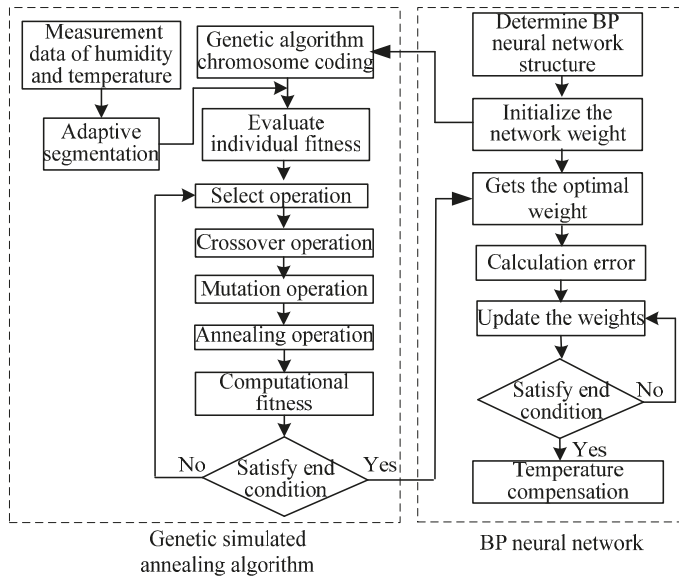 Measurement
data of humidity
and temperature
Adaptive
segmentation
Genetic algorithm
chromosome coding
Evaluate
individual fitness
Select operation
Crossover operation
Mutation operation
Annealing operation
Computational
fitness
Satisfy end
condition
No
Yes
Genetic simulated
annealing algorithm
Determine BP
neural network
structure
Initialize the
network weight
Gets the optimal
weight
Calculation error
Update the weights
Satisfy end
condition
No
Yes
Temperature
compensation
BP neural network